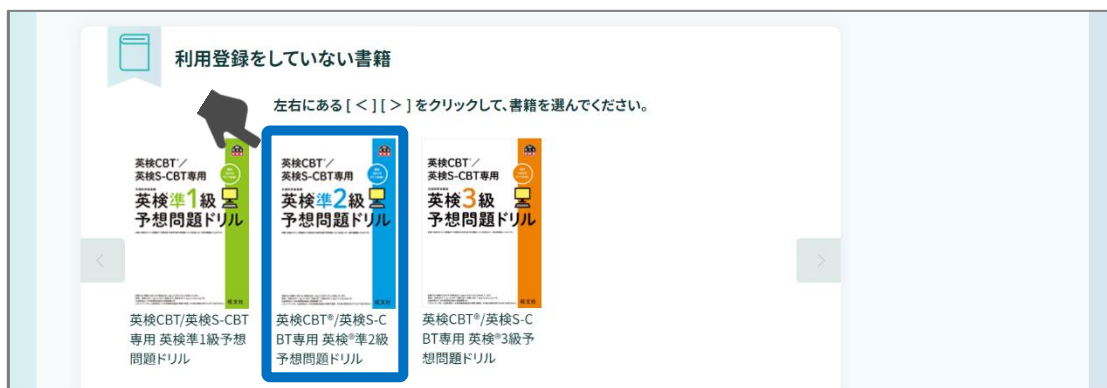 利用登録をしていない書籍
左右にある [ < ] [ > ] をクリックして、書籍を選んでください。
英検CBT®/
英検S-CBT専用
英検準1級
予想問題ドリル
旺文社
英検CBT®/
英検S-CBT専用
英検準2級
予想問題ドリル
旺文社
英検CBT®/
英検S-CBT専用
英検3級
予想問題ドリル
旺文社
<
>
英検CBT/英検S-CBT
専用 英検準1級予想
問題ドリル
英検CBT®/英検S-C
BT専用 英検®準2級
予想問題ドリル
英検CBT®/英検S-C
BT専用 英検®3級予
想問題ドリル